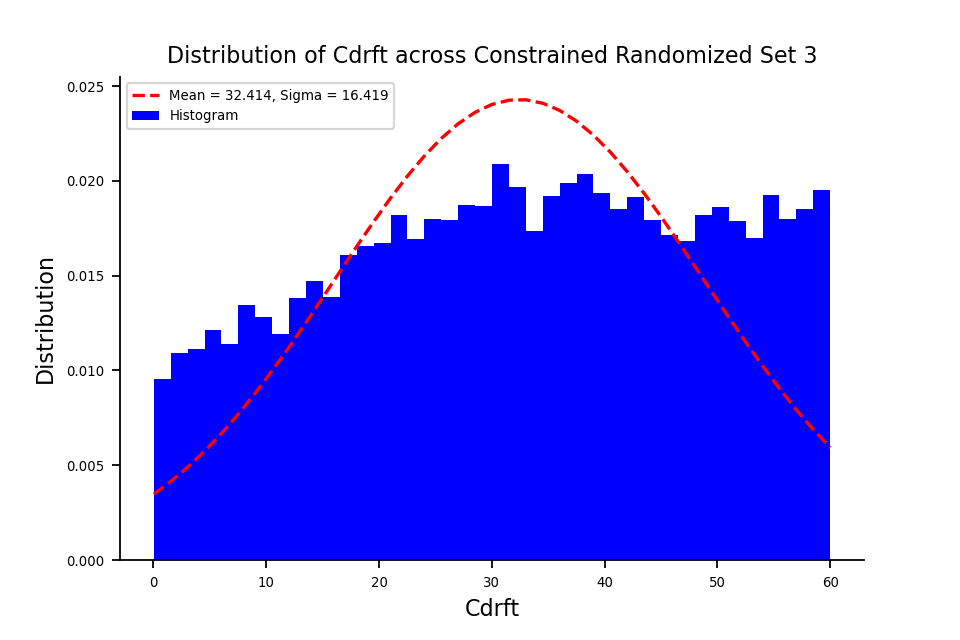 Distribution of Cdrft across Constrained Randomized Set 3
Mean = 32.414, Sigma = 16.419
Histogram
Distribution
0.025
0.020
0.015
0.010
0.005
0.000
0 10 20 30 40 50 60
Cdrft